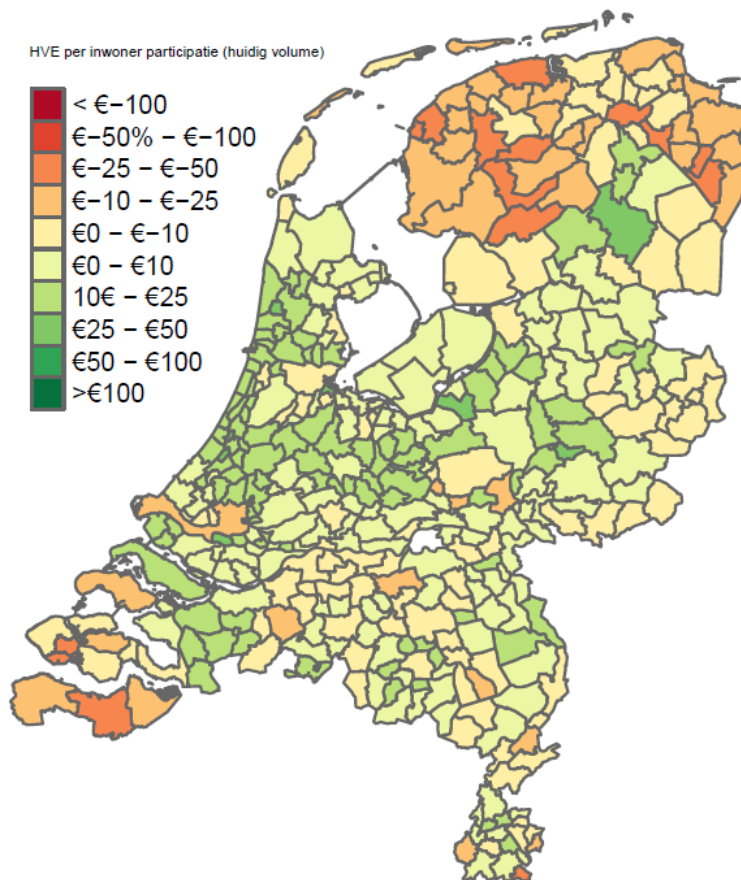 HVE per inwoner participatie (huidig volume)
< €−100
€−50% − €−100
€−25 − €−50
€−10 − €−25
€0 − €−10
€0 − €10
10€ − €25
€25 − €50
€50 − €100
>€100